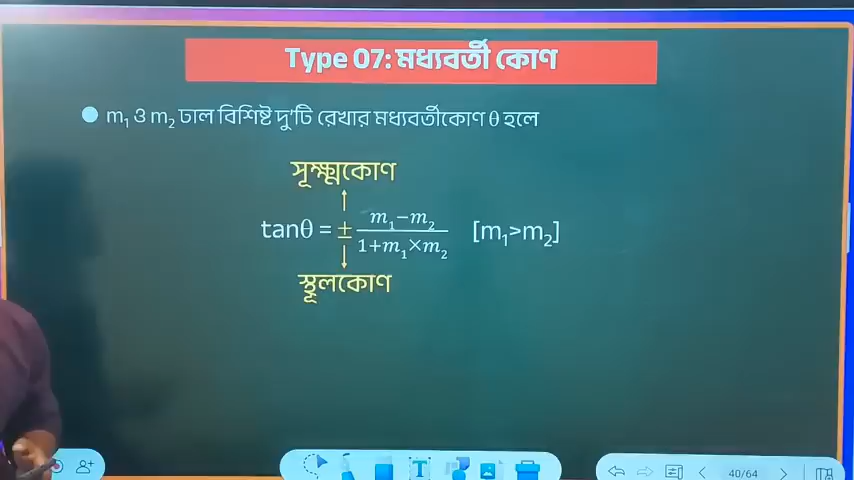 Type 07: মধ্যবর্তী কোণ
m₁ ও m₂ ঢাল বিশিষ্ট দু'টি রেখার মধ্যবর্তীকোণ θ হলে
সূক্ষ্মকোণ
tanθ = ± m₁−m₂ / 1+m₁×m₂ [m₁>m₂]
স্থূলকোণ
40/64